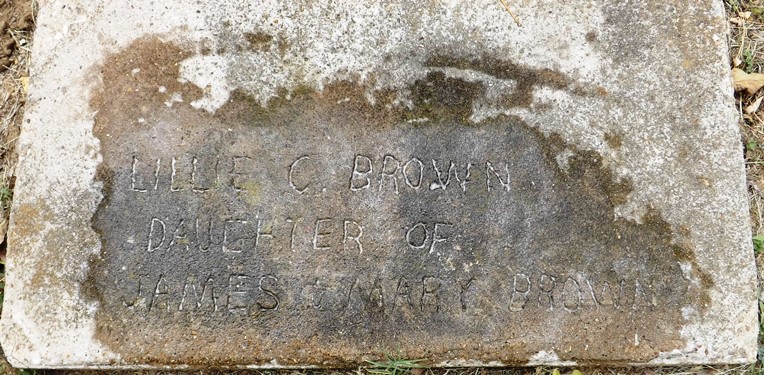 LILLIE C. BROWN
DAUGHTER OF
JAMES & MARY BROWN